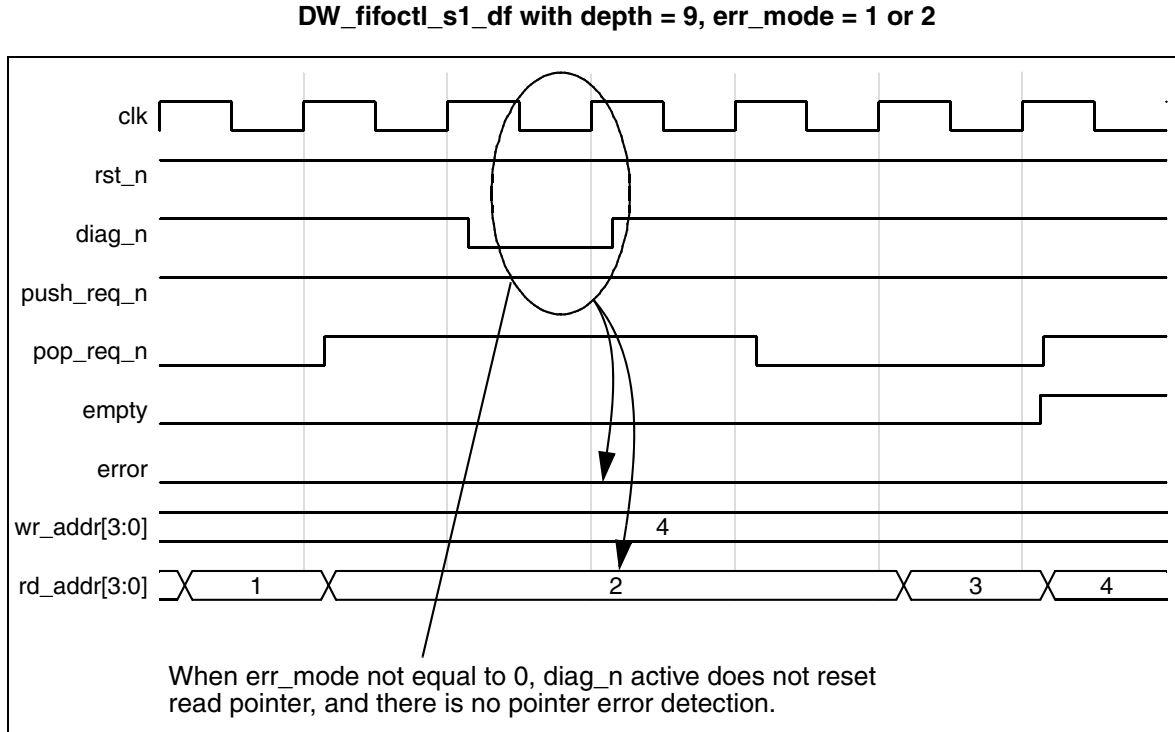 DW_fifoctl_s1_df with depth = 9, err_mode = 1 or 2
clk
rst_n
diag_n
push_req_n
pop_req_n
empty
error
wr_addr[3:0] 4
rd_addr[3:0] 1 2 3 4
When err_mode not equal to 0, diag_n active does not reset
read pointer, and there is no pointer error detection.